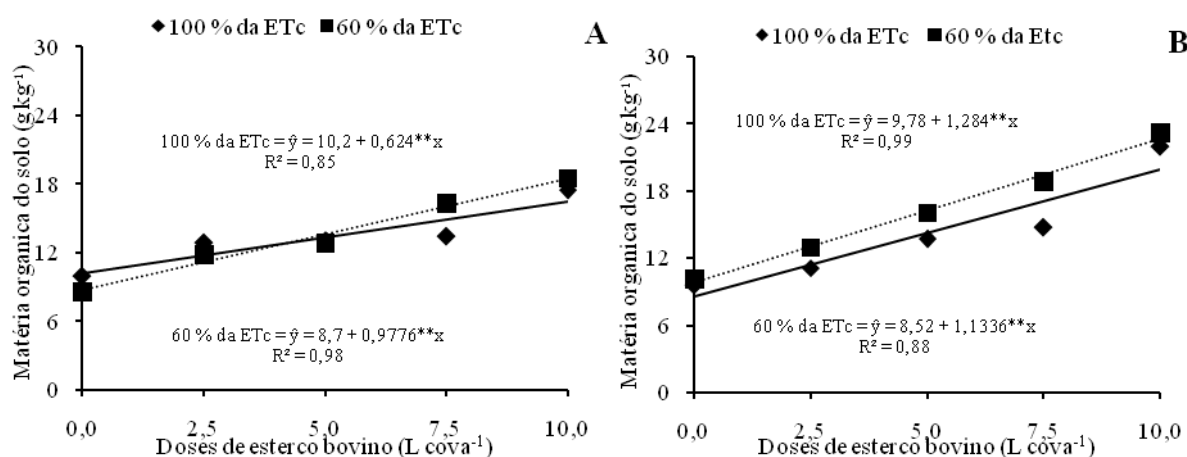 ◆ 100 % da ETc ■ 60 % da ETc
A
Matéria organica do solo (g kg⁻¹)
30
24
18
12
6
0
100 % da ETc = ŷ = 10,2 + 0,624**x
R² = 0,85
60 % da ETc = ŷ = 8,7 + 0,9776**x
R² = 0,98
0,0 2,5 5,0 7,5 10,0
Doses de esterco bovino (L cova⁻¹)
◆ 100 % da ETc ■ 60 % da Etc
B
Matéria organica do solo (g kg⁻¹)
30
24
18
12
6
0
100 % da ETc = ŷ = 9,78 + 1,284**x
R² = 0,99
60 % da ETc = ŷ = 8,52 + 1,1336**x
R² = 0,88
0,0 2,5 5,0 7,5 10,0
Doses de esterco bovino (L cova⁻¹)